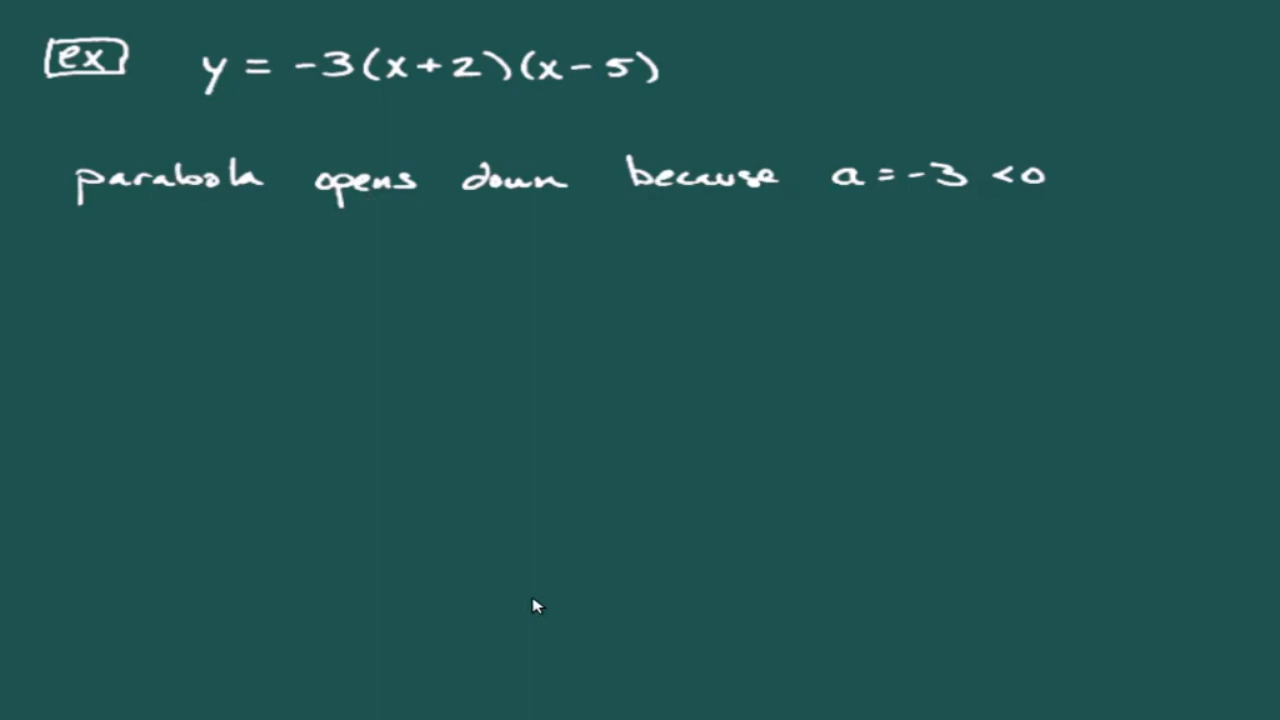 ex y = -3(x+2)(x-5)
parabola opens down because a = -3 <0